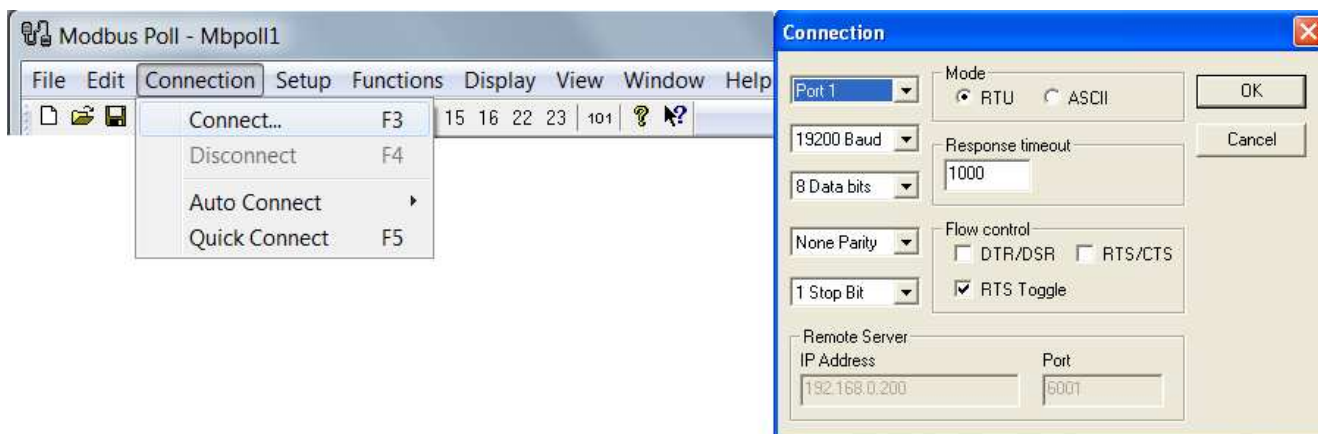 Modbus Poll - Mbpoll1
File Edit Connection Setup Functions Display View Window Help
15 16 22 23 101
Connect... F3
Disconnect F4
Auto Connect
Quick Connect F5
Connection
Port 1
19200 Baud
8 Data bits
None Parity
1 Stop Bit
Mode
RTU ASCII
Response timeout
1000
Flow control
DTR/DSR RTS/CTS
RTS Toggle
OK
Cancel
Remote Server
IP Address Port
192.168.0.200 6001